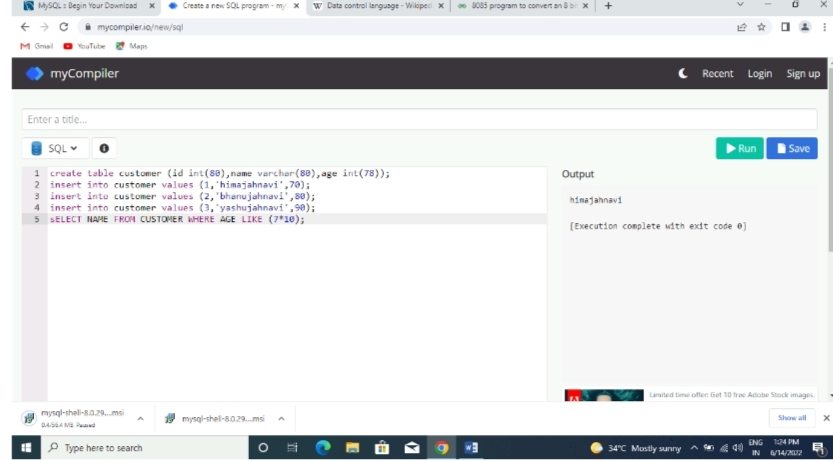 MySQL :: Begin Your Download
Create a new SQL program - my
Data control language - Wikiped
8085 program to convert an 8 bi
mycompiler.io/new/sql
Gmail YouTube Maps
myCompiler
Recent Login Sign up
Enter a title...
SQL
Run Save
1 create table customer (id int(80),name varchar(80),age int(78));
2 insert into customer values (1,'himajahnavi',70);
3 insert into customer values (2,'bhanujahnavi',80);
4 insert into customer values (3,'yashujahnavi',90);
5 sELECT NAME FROM CUSTOMER WHERE AGE LIKE (7*10);
Output
himajahnavi
[Execution complete with exit code 0]
Limited time offer: Get 10 free Adobe Stock images.
mysql-shell-8.0.29....msi
0.4/56.4 MB, Paused
mysql-shell-8.0.29....msi
Show all
Type here to search
34°C Mostly sunny
ENG
IN
1:24 PM
6/14/2022